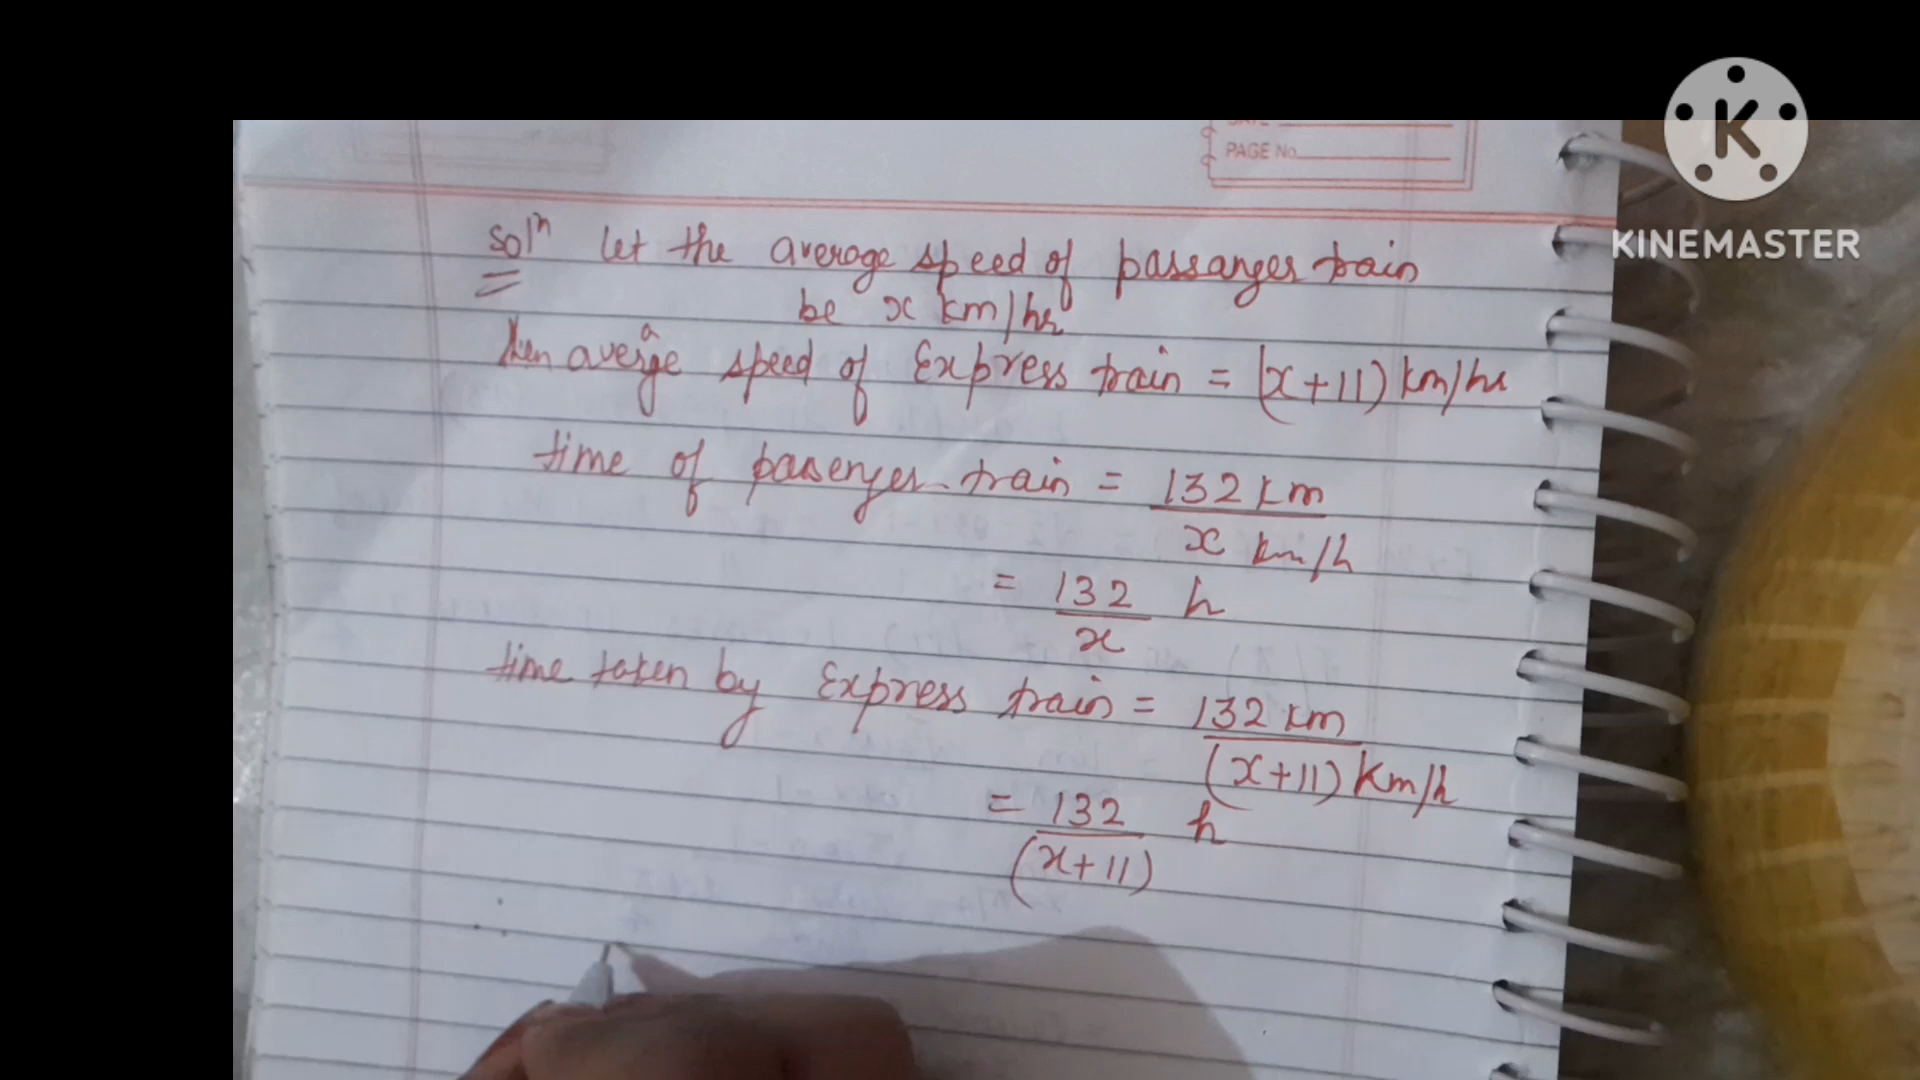 PAGE No.
K
KINEMASTER
Solⁿ let the average speed of passanger train
be x km/hr
then average speed of Express train = (x+11) km/hr
time of passenger train = 132 km
x km/h
= 132 h
x
time taken by Express train = 132 km
(x+11) Km/h
= 132 h
(x+11)